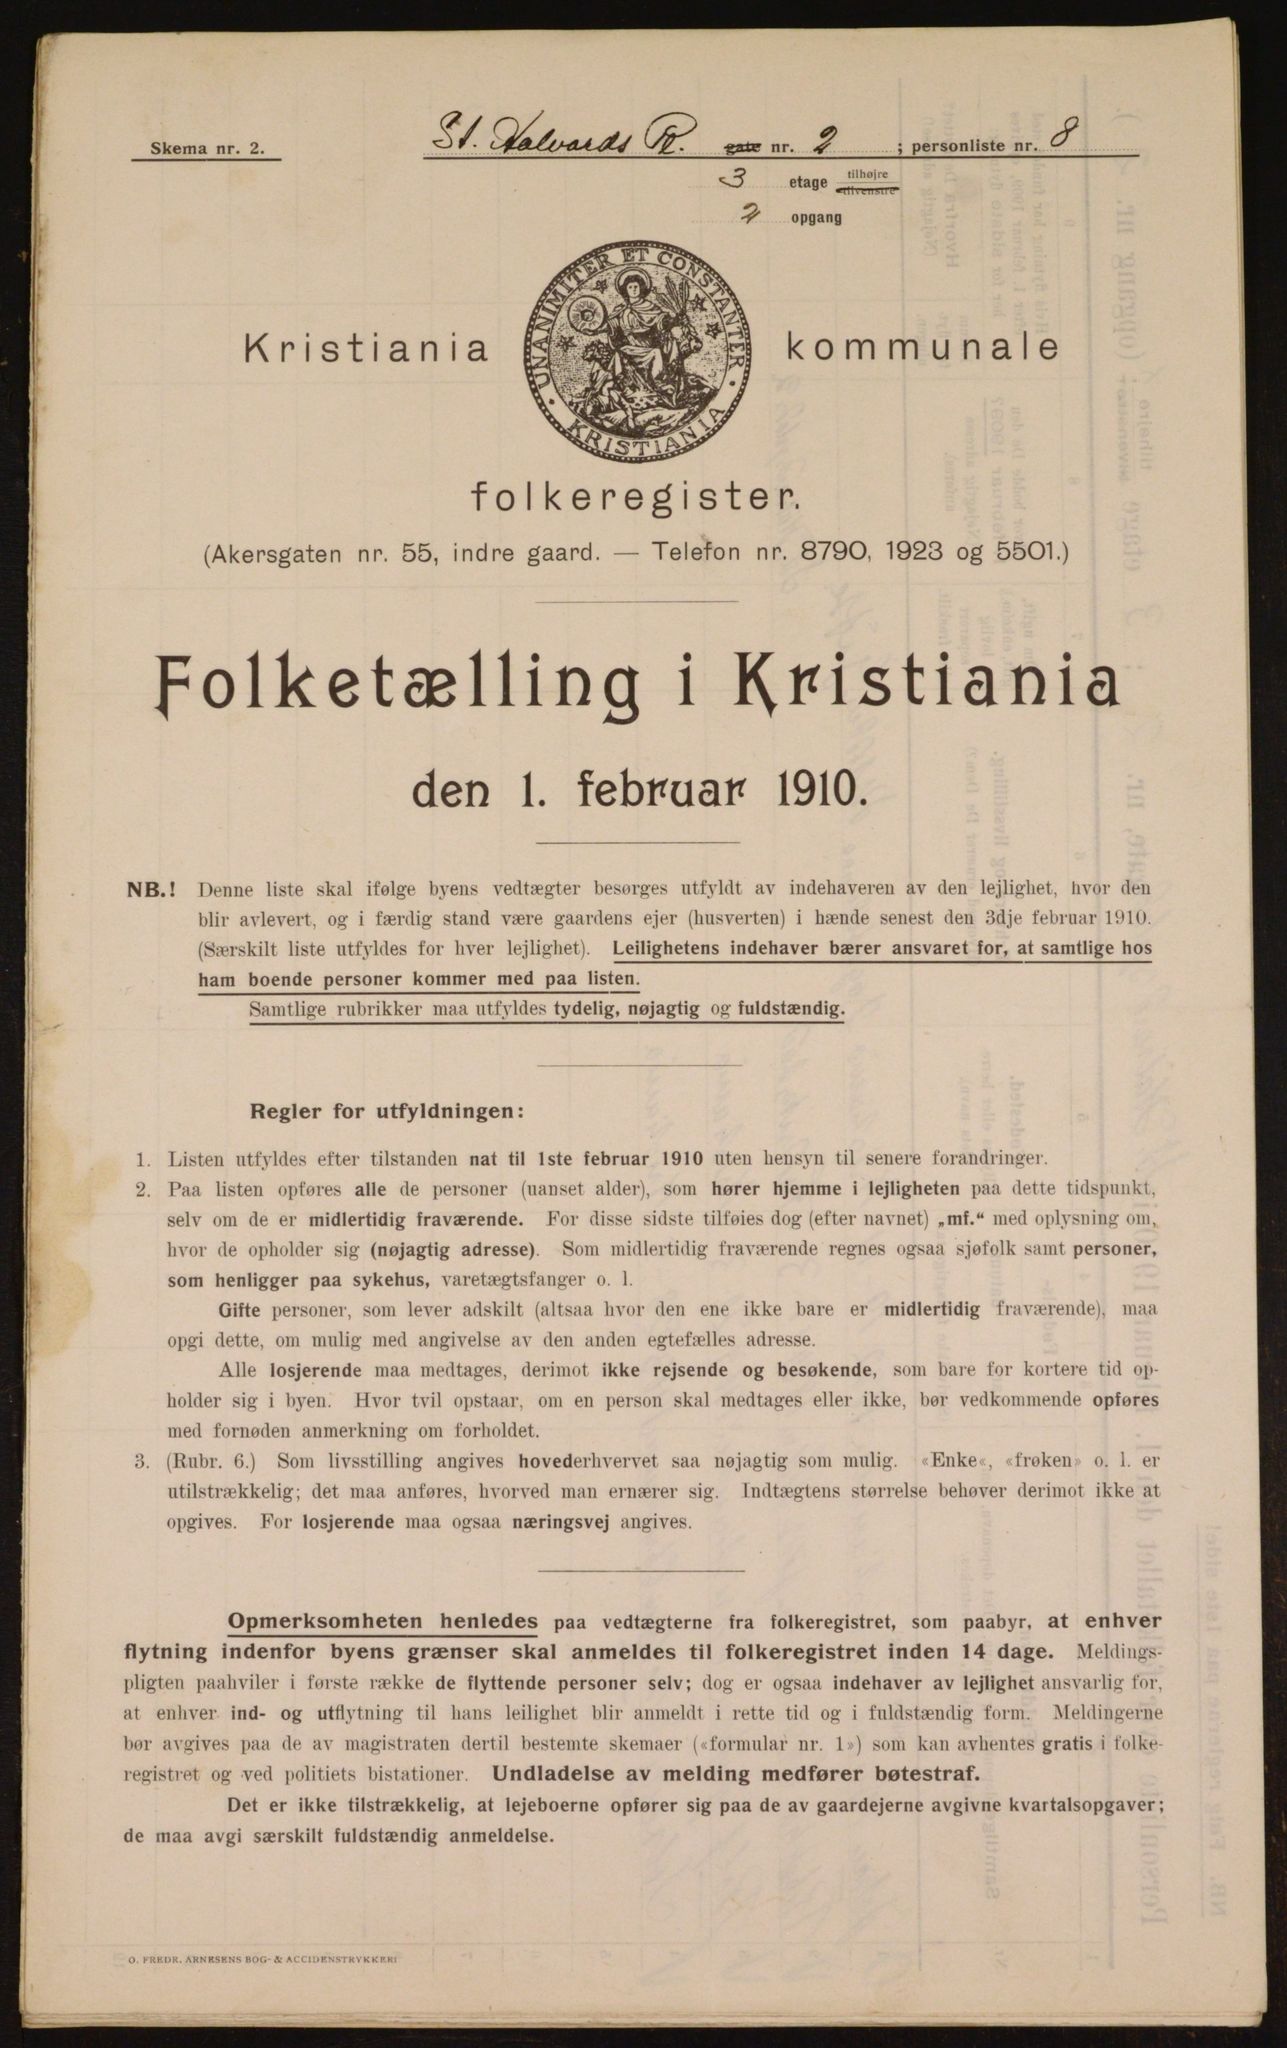 Skema nr. 2.
St. Halvards Pl. gate nr. 2 ; personliste nr. 8
3 etage tilhøjre
tilvenstre
2 opgang
UNANIMITER ET CONSTANTER
KRISTIANIA
Kristiania kommunale
folkeregister.
(Akersgaten nr. 55, indre gaard. — Telefon nr. 8790, 1923 og 5501.)
Folketælling i Kristiania
den 1. februar 1910.
NB.! Denne liste skal ifølge byens vedtægter besørges utfyldt av indehaveren av den lejlighet, hvor den
blir avlevert, og i færdig stand være gaardens ejer (husverten) i hænde senest den 3dje februar 1910.
(Særskilt liste utfyldes for hver lejlighet). Leilighetens indehaver bærer ansvaret for, at samtlige hos
ham boende personer kommer med paa listen.
Samtlige rubrikker maa utfyldes tydelig, nøjagtig og fuldstændig.
Regler for utfyldningen:
1. Listen utfyldes efter tilstanden nat til 1ste februar 1910 uten hensyn til senere forandringer.
2. Paa listen opføres alle de personer (uanset alder), som hører hjemme i lejligheten paa dette tidspunkt,
selv om de er midlertidig fraværende. For disse sidste tilføies dog (efter navnet) „mf.“ med oplysning om,
hvor de opholder sig (nøjagtig adresse). Som midlertidig fraværende regnes ogsaa sjøfolk samt personer,
som henligger paa sykehus, varetægtsfanger o. l.
Gifte personer, som lever adskilt (altsaa hvor den ene ikke bare er midlertidig fraværende), maa
opgi dette, om mulig med angivelse av den anden egtefælles adresse.
Alle losjerende maa medtages, derimot ikke rejsende og besøkende, som bare for kortere tid op-
holder sig i byen. Hvor tvil opstaar, om en person skal medtages eller ikke, bør vedkommende opføres
med fornøden anmerkning om forholdet.
3. (Rubr. 6.) Som livsstilling angives hovederhvervet saa nøjagtig som mulig. «Enke«, «frøken» o. l. er
utilstrækkelig; det maa anføres, hvorved man ernærer sig. Indtægtens størrelse behøver derimot ikke at
opgives. For losjerende maa ogsaa næringsvej angives.
Opmerksomheten henledes paa vedtægterne fra folkeregistret, som paabyr, at enhver
flytning indenfor byens grænser skal anmeldes til folkeregistret inden 14 dage. Meldings-
pligten paahviler i første række de flyttende personer selv; dog er ogsaa indehaver av lejlighet ansvarlig for,
at enhver ind- og utflytning til hans leilighet blir anmeldt i rette tid og i fuldstændig form. Meldingerne
bør avgives paa de av magistraten dertil bestemte skemaer («formular nr. 1») som kan avhentes gratis i folke-
registret og ved politiets bistationer. Undladelse av melding medfører bøtestraf.
Det er ikke tilstrækkelig, at lejeboerne opfører sig paa de av gaardejerne avgivne kvartalsopgaver;
de maa avgi særskilt fuldstændig anmeldelse.
O. FREDR. ARNESENS BOG- & ACCIDENSTRYKKERI